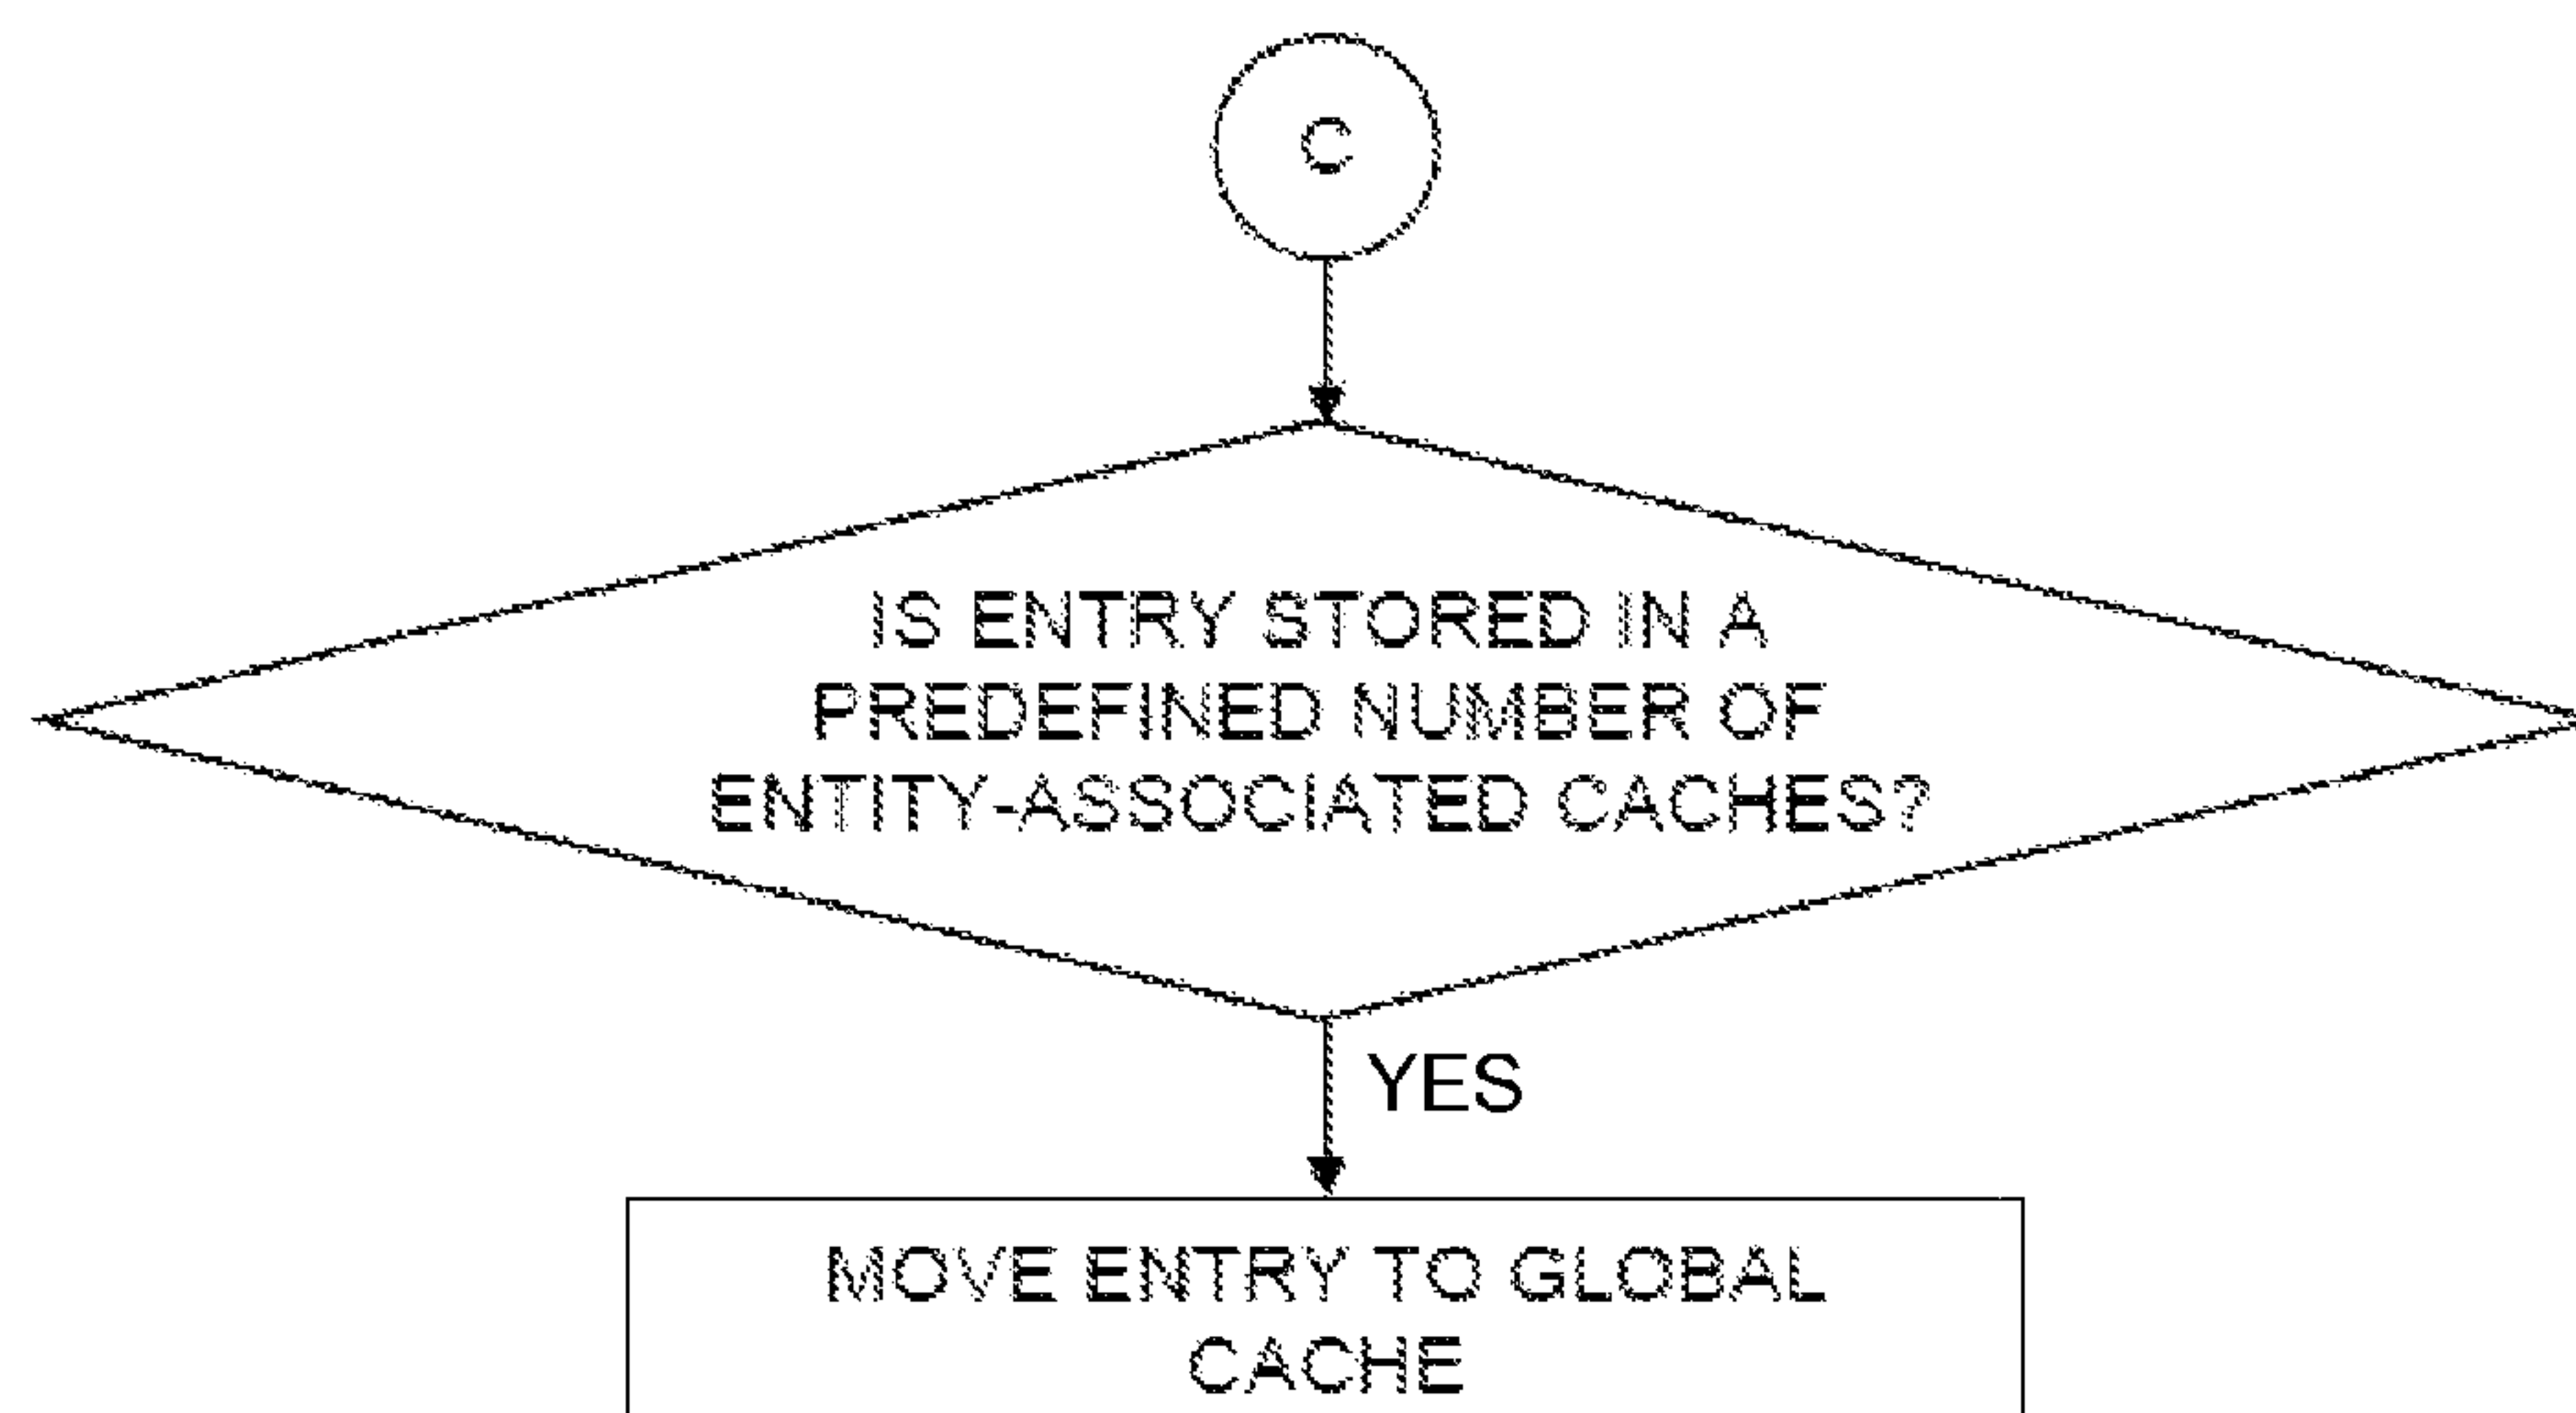 C
IS ENTRY STORED IN A
PREDEFINED NUMBER OF
ENTITY-ASSOCIATED CACHES?
YES
MOVE ENTRY TO GLOBAL
CACHE